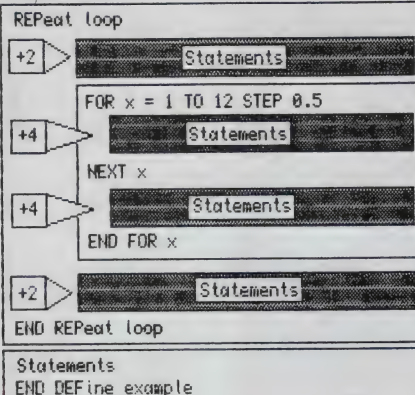 REPeat loop
+2 Statements
FOR x = 1 TO 12 STEP 0.5
+4 Statements
NEXT x
+4 Statements
END FOR x
+2 Statements
END REPeat loop
Statements
END DEFine example